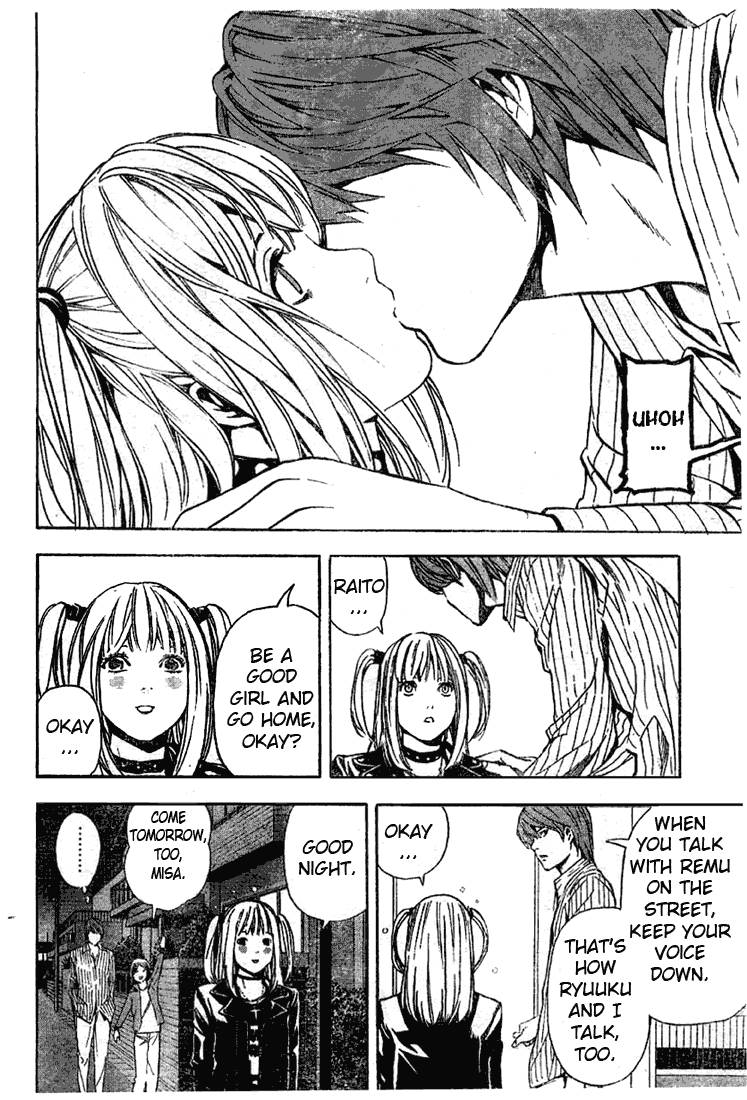 UHOH
...
RAITO
...
BE A
GOOD
GIRL AND
GO HOME,
OKAY?
OKAY
...
WHEN
YOU TALK
WITH REMU
ON THE
STREET,
KEEP YOUR
VOICE
DOWN.
THAT'S
HOW
RYUUKU
AND I
TALK,
TOO.
OKAY
...
GOOD
NIGHT.
COME
TOMORROW,
TOO,
MISA.
........